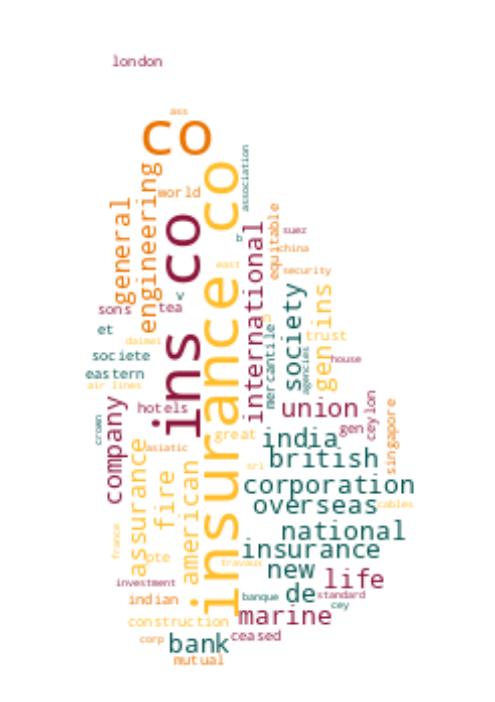 london
ass
co
association
engineering
insurance co
world
general
equitable
ins co
international
suez
b
china
east
security
society
gen ins
v
sons
tea
mercantile
et
trust
daimei
agencies
societe
house
eastern
air lines
ceylon
company
hotels
union
singapore
crown
gen
great
india
assurance
asiatic
british
american
sri
fire
corporation
overseas
cables
national
france
pte
insurance
travaux
new
investment
life
de
banque
standard
indian
cey
marine
construction
ceased
corp
bank
mutual